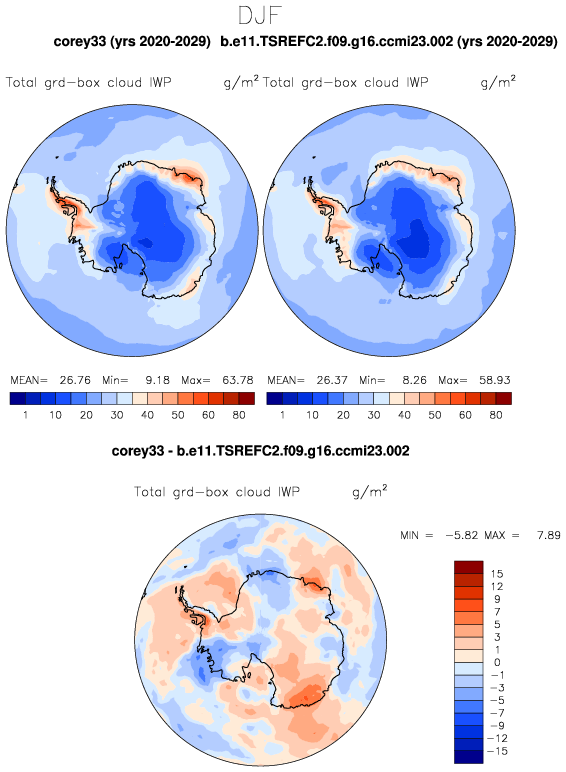 DJF
corey33 (yrs 2020-2029) b.e11.TSREFC2.f09.g16.ccmi23.002 (yrs 2020-2029)
Total grd-box cloud IWP g/m² Total grd-box cloud IWP g/m²
MEAN= 26.76 Min= 9.18 Max= 63.78 MEAN= 26.37 Min= 8.26 Max= 58.93
1 10 20 30 40 50 60 80 1 10 20 30 40 50 60 80
corey33 - b.e11.TSREFC2.f09.g16.ccmi23.002
Total grd-box cloud IWP g/m²
MIN = -5.82 MAX = 7.89
15
12
9
7
5
3
1
0
-1
-3
-5
-7
-9
-12
-15